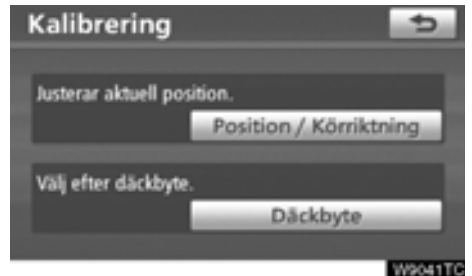 Kalibrering
Justerar aktuell position.
Position / Körriktning
Välj efter däckbyte.
Däckbyte
W9041TC